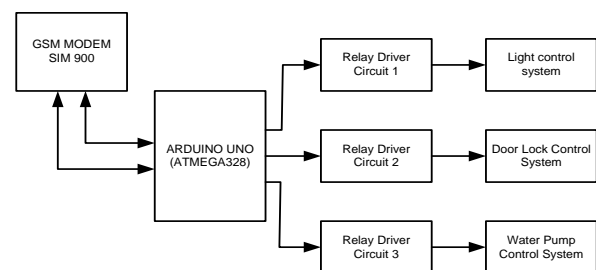 GSM MODEM
SIM 900
ARDUINO UNO
(ATMEGA328)
Relay Driver
Circuit 1
Light control
system
Relay Driver
Circuit 2
Door Lock Control
System
Relay Driver
Circuit 3
Water Pump
Control System